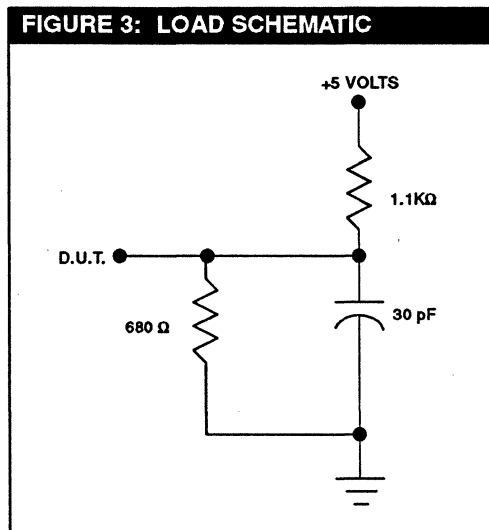 FIGURE 3: LOAD SCHEMATIC
+5 VOLTS
1.1KΩ
D.U.T.
680 Ω
30 pF